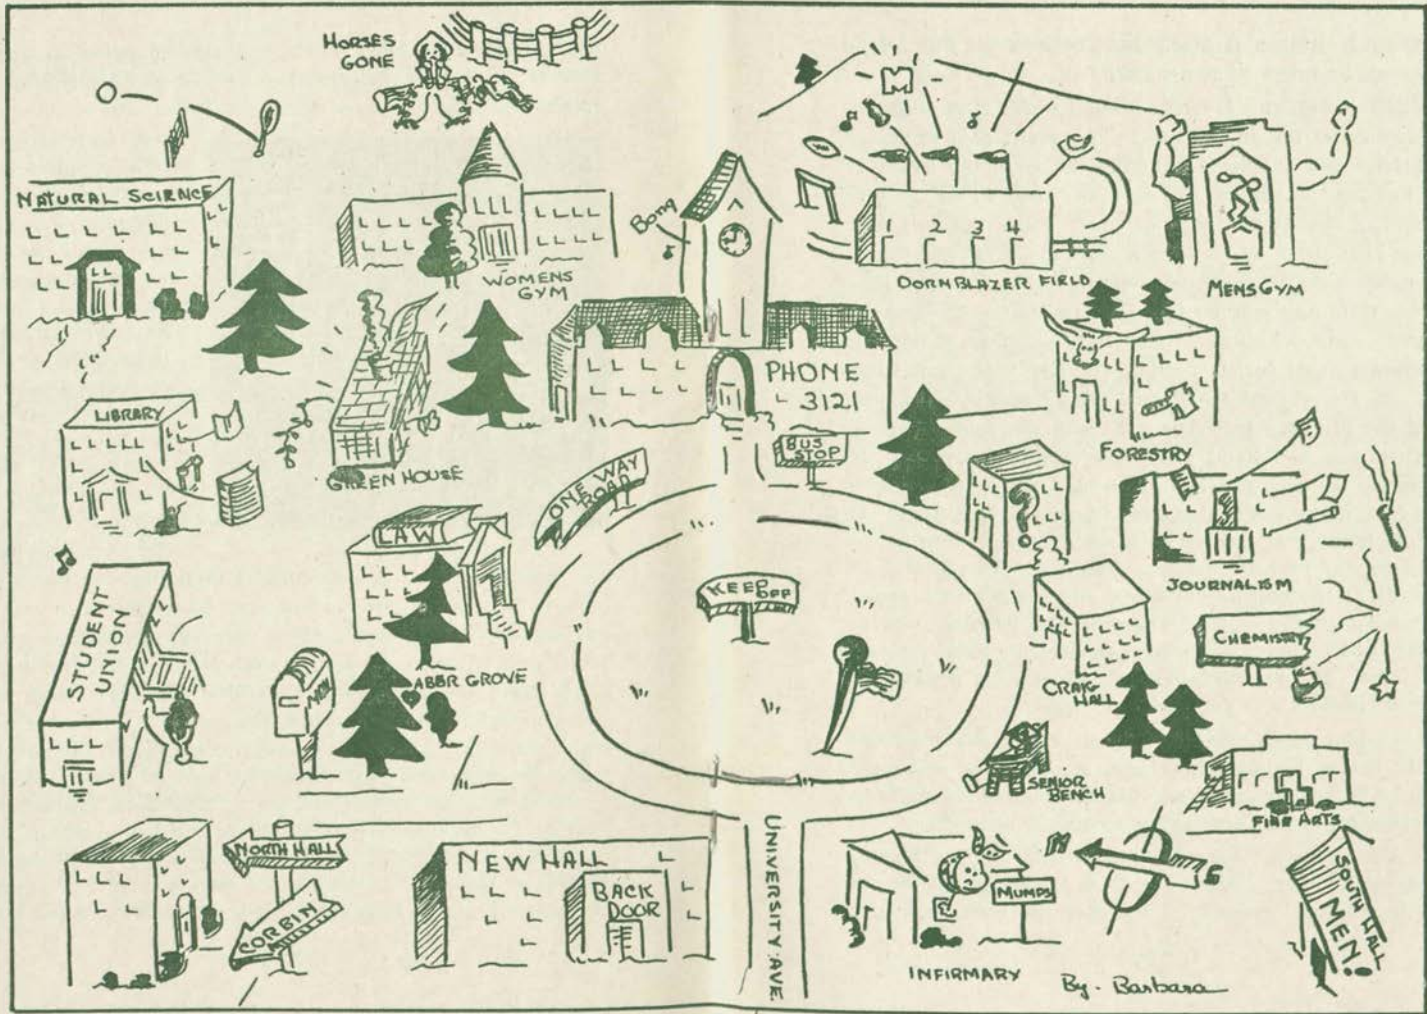 HORSES
GONE
M
NATURAL SCIENCE
BONG
WOMENS
GYM
1 2 3 4
DORNBLAZER FIELD
MENS GYM
PHONE
3121
LIBRARY
GREEN HOUSE
BUS
STOP
FORESTRY
ONE WAY
ROAD
LAW
?
JOURNALISM
KEEP
OFF
STUDENT
UNION
ABER GROVE
CRAIG
HALL
CHEMISTRY
SENIOR
BENCH
FINE ARTS
NORTH HALL
CORBIN
NEW HALL
BACK
DOOR
UNIVERSITY AVE.
MUMPS
N
S
INFIRMARY
SOUTH HALL
MEN!
By - Barbara